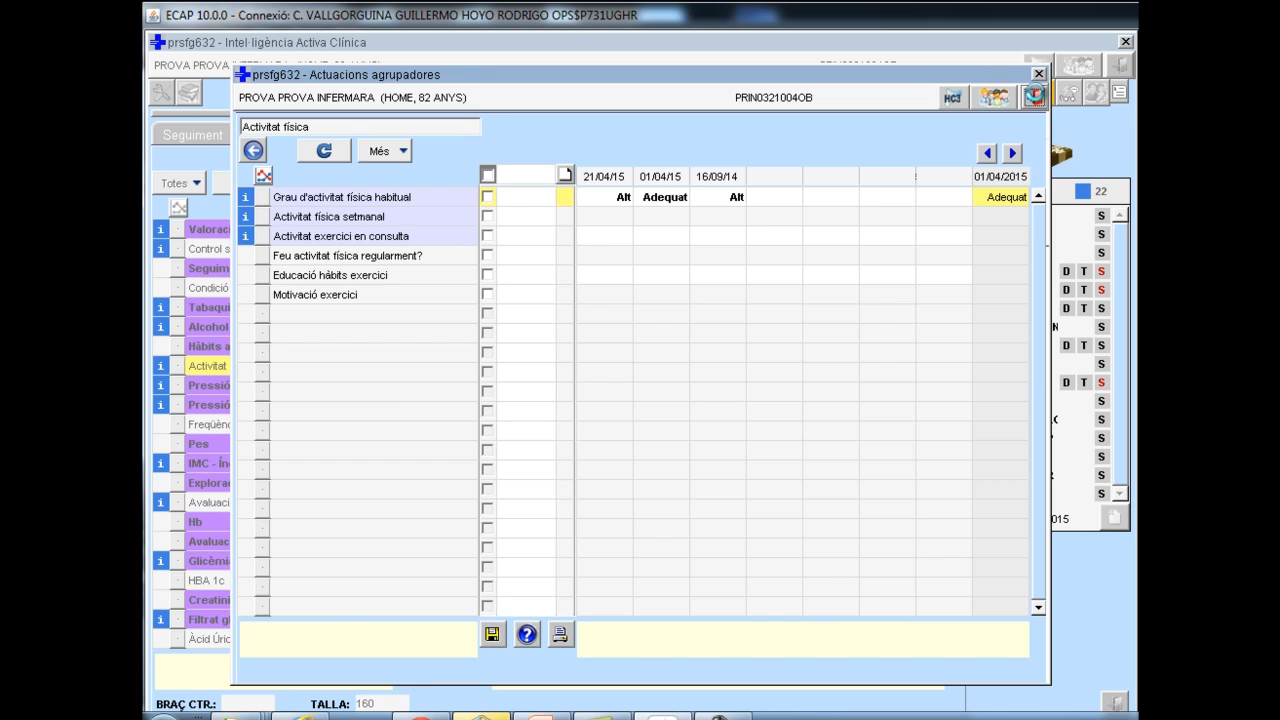 ECAP 10.0.0 - Connexió: C. VALLGORGUINA GUILLERMO HOYO RODRIGO OPS$P731UGHR
prsfg632 - Intel·ligència Activa Clínica
prsfg632 - Actuacions agrupadores
PROVA PROVA INFERMARA (HOME, 82 ANYS)
PRIN0321004OB
HC3
Activitat física
Més
21/04/15 01/04/15 16/09/14 01/04/2015
Grau d'activitat física habitual Alt Adequat Alt Adequat
Activitat física setmanal
Activitat exercici en consulta
Feu activitat física regularment?
Educació hàbits exercici
Motivació exercici
Seguiment
Totes
Valorac
Control s
Seguim
Condició
Tabaqui
Alcohol
Hàbits a
Activitat
Pressió
Pressió
Freqüènc
Pes
IMC - Ín
Explorac
Avaluaci
Hb
Avaluac
Glicèmi
HBA 1c
Creatini
Filtrat gl
Àcid Úric
22
S
S
S
D T S
D T S
D T S
S
D T S
S
D T S
S
S
S
S
S
S
015
BRAÇ CTR.:
TALLA: 160